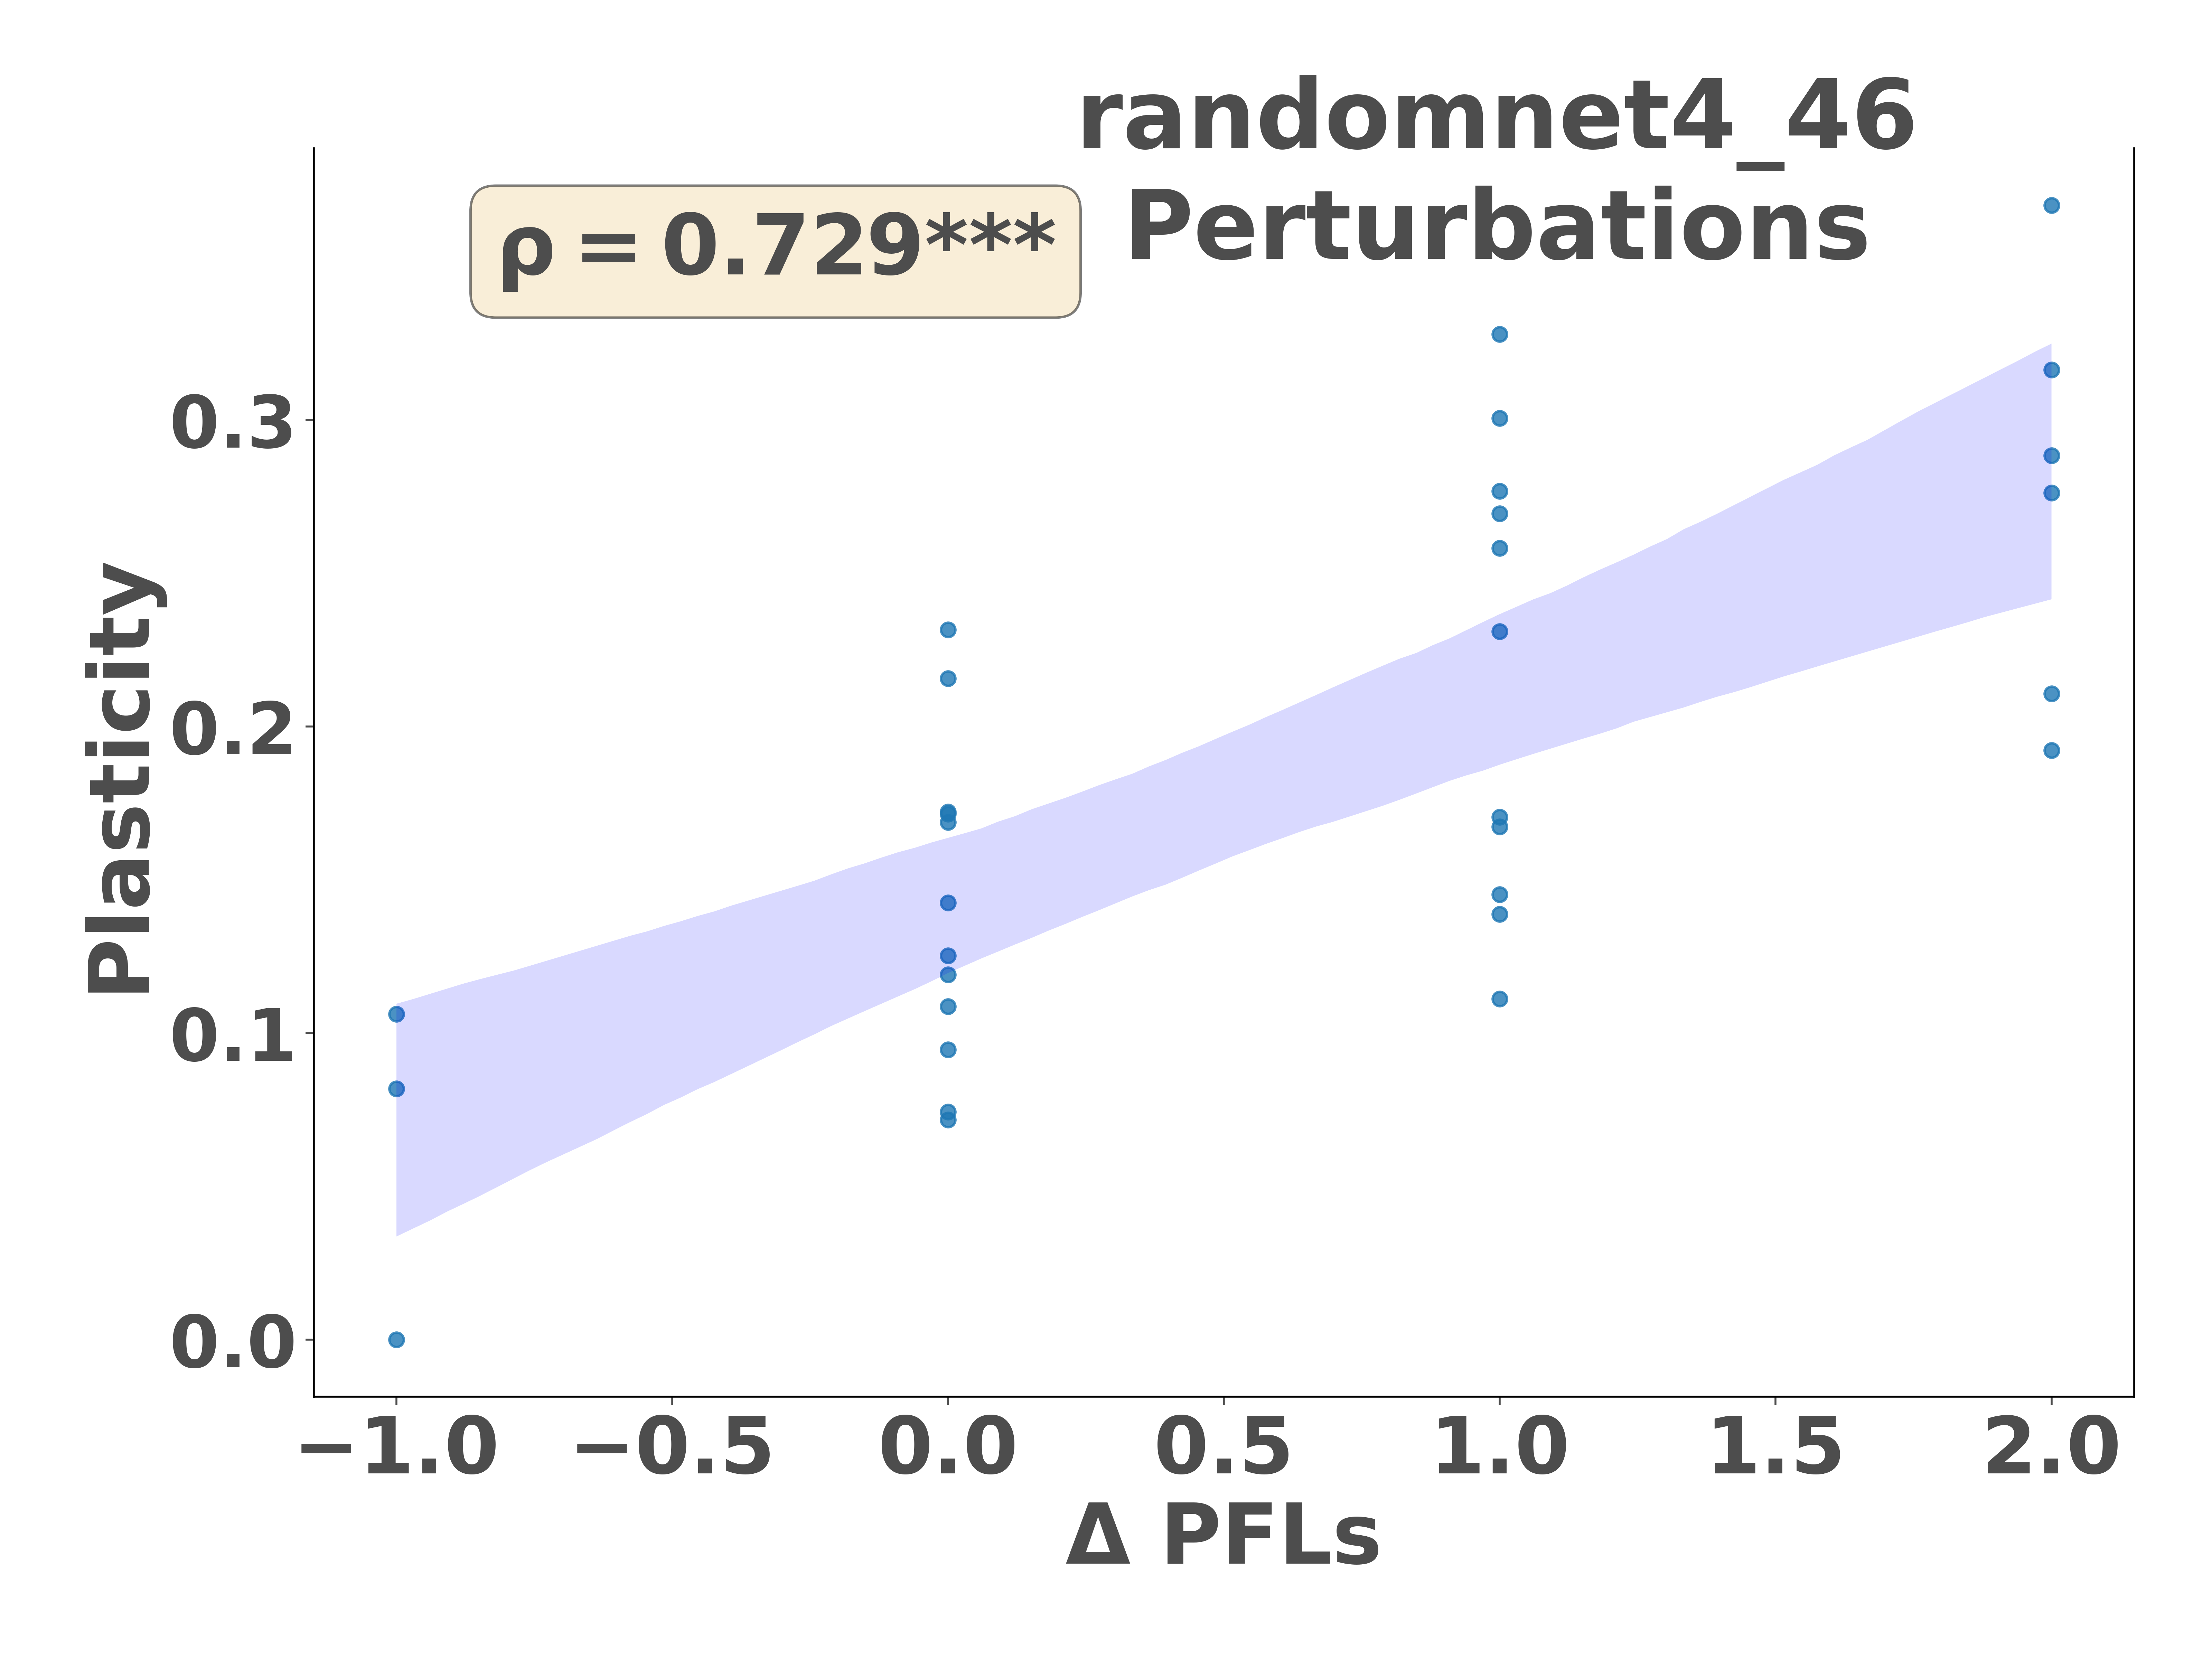 randomnet4_46
Perturbations
ρ = 0.729***
Plasticity
0.3
0.2
0.1
0.0
−1.0 −0.5 0.0 0.5 1.0 1.5 2.0
Δ PFLs